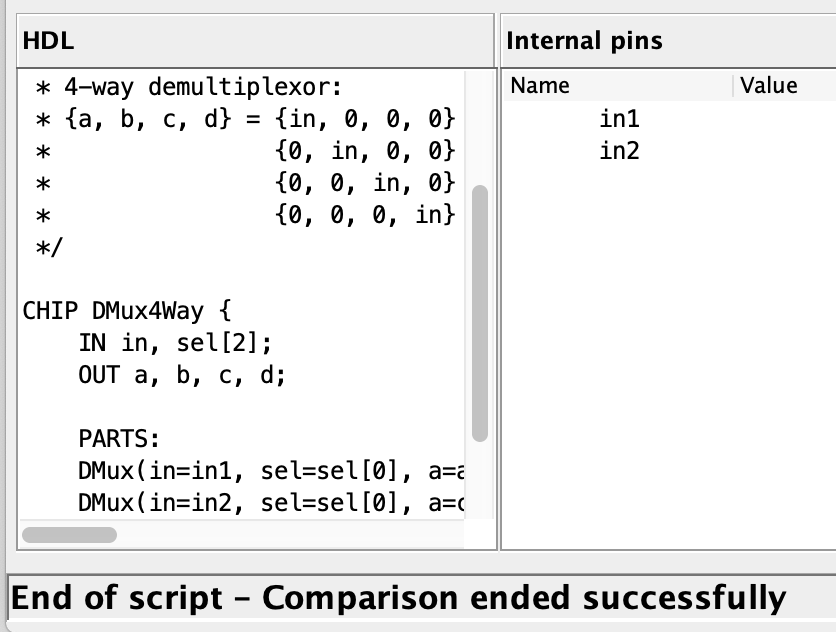 HDL
* 4-way demultiplexor:
* {a, b, c, d} = {in, 0, 0, 0}
* {0, in, 0, 0}
* {0, 0, in, 0}
* {0, 0, 0, in}
*/
CHIP DMux4Way {
IN in, sel[2];
OUT a, b, c, d;
PARTS:
DMux(in=in1, sel=sel[0], a=a
DMux(in=in2, sel=sel[0], a=c
Internal pins
Name Value
in1
in2
End of script – Comparison ended successfully